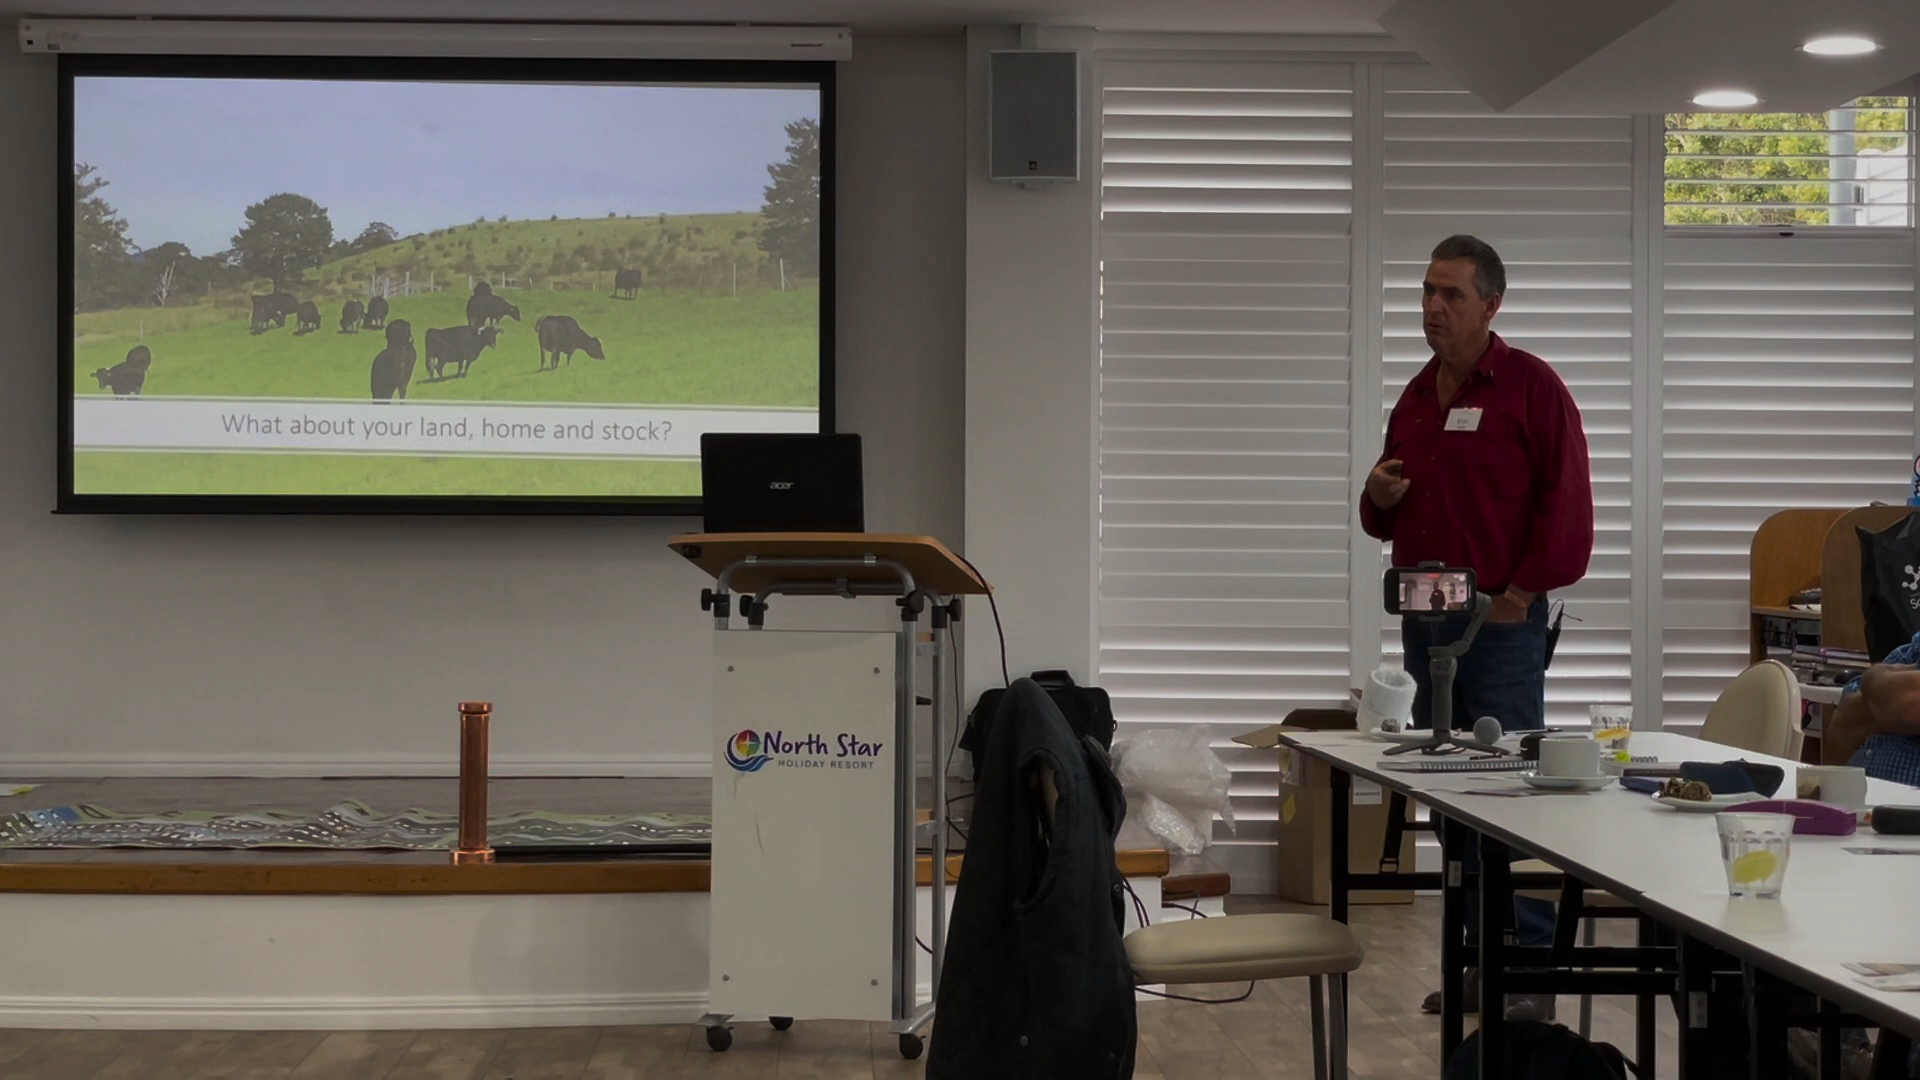 What about your land, home and stock?
acer
North Star
HOLIDAY RESORT